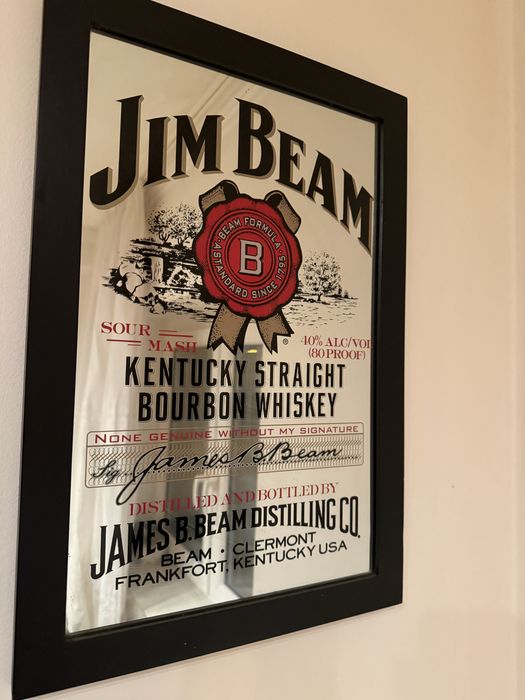 JIM BEAM
BEAM FORMULA
B
· A STANDARD SINCE 1795 ·
SOUR
MASH
®
40% ALC/VOL
(80 PROOF)
KENTUCKY STRAIGHT
BOURBON WHISKEY
NONE GENUINE WITHOUT MY SIGNATURE
Sig. James B. Beam
DISTILLED AND BOTTLED BY
JAMES B. BEAM DISTILLING CO.
BEAM · CLERMONT
FRANKFORT, KENTUCKY USA